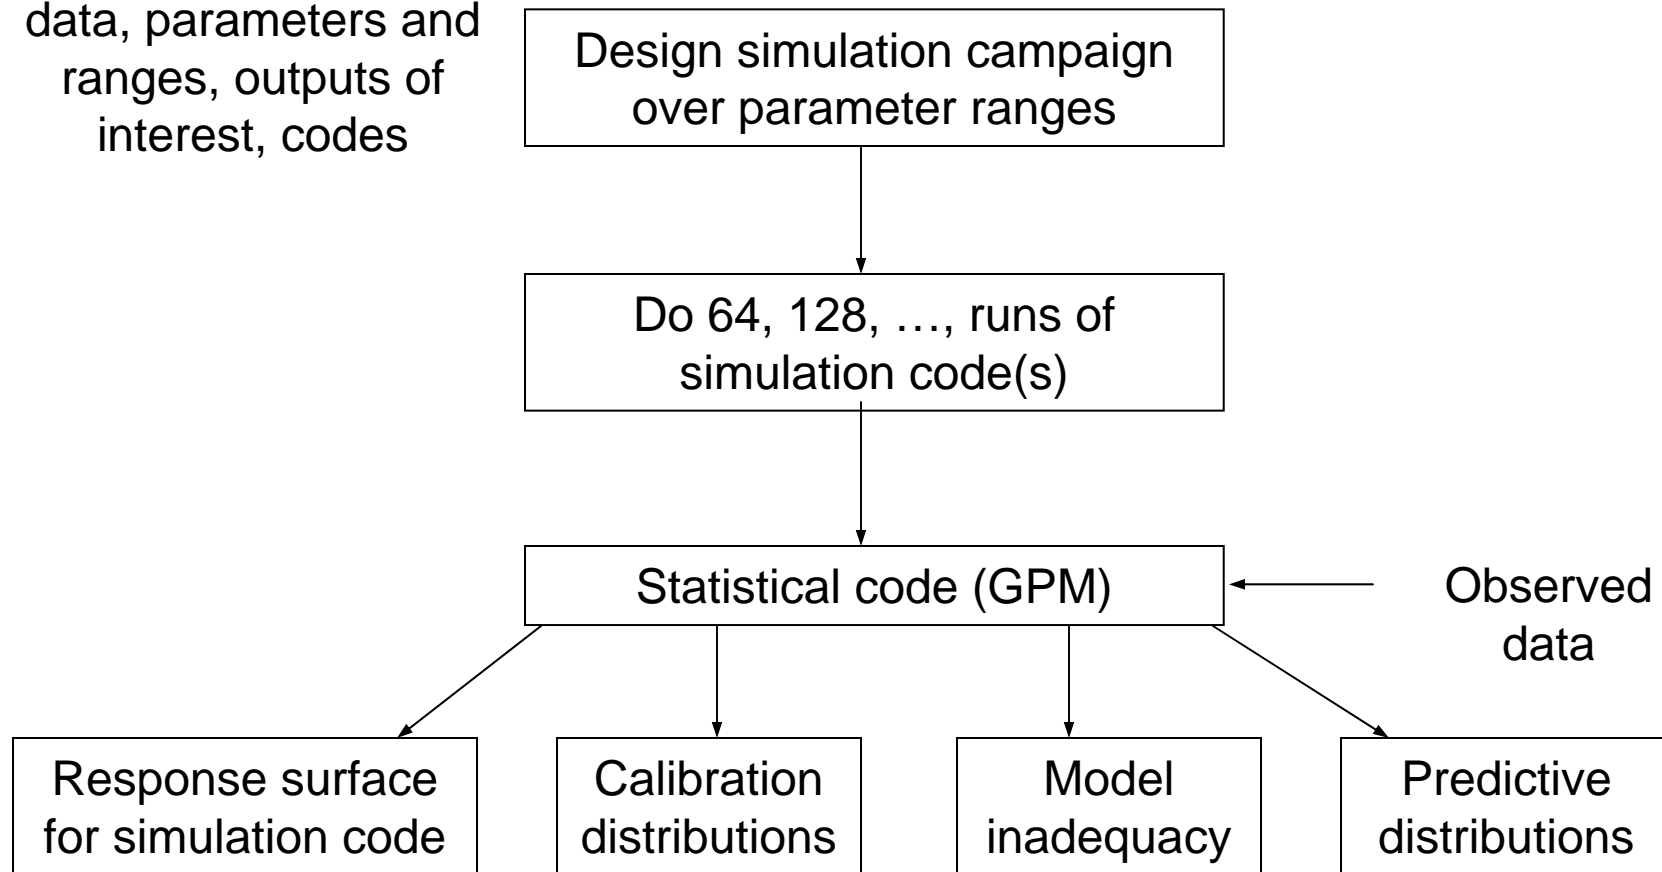 data, parameters and
ranges, outputs of
interest, codes
Design simulation campaign
over parameter ranges
Do 64, 128, …, runs of
simulation code(s)
Statistical code (GPM)
Observed
data
Response surface
for simulation code
Calibration
distributions
Model
inadequacy
Predictive
distributions